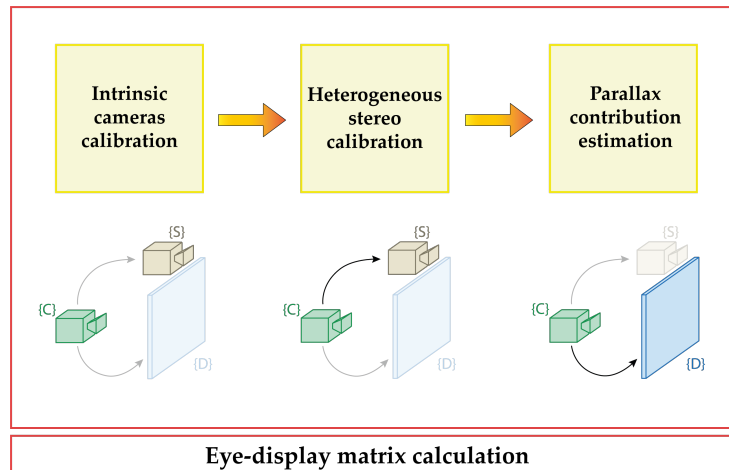 Intrinsic
cameras
calibration
Heterogeneous
stereo
calibration
Parallax
contribution
estimation
{S}
{C}
{D}
{S}
{C}
{D}
{S}
{C}
{D}
Eye-display matrix calculation